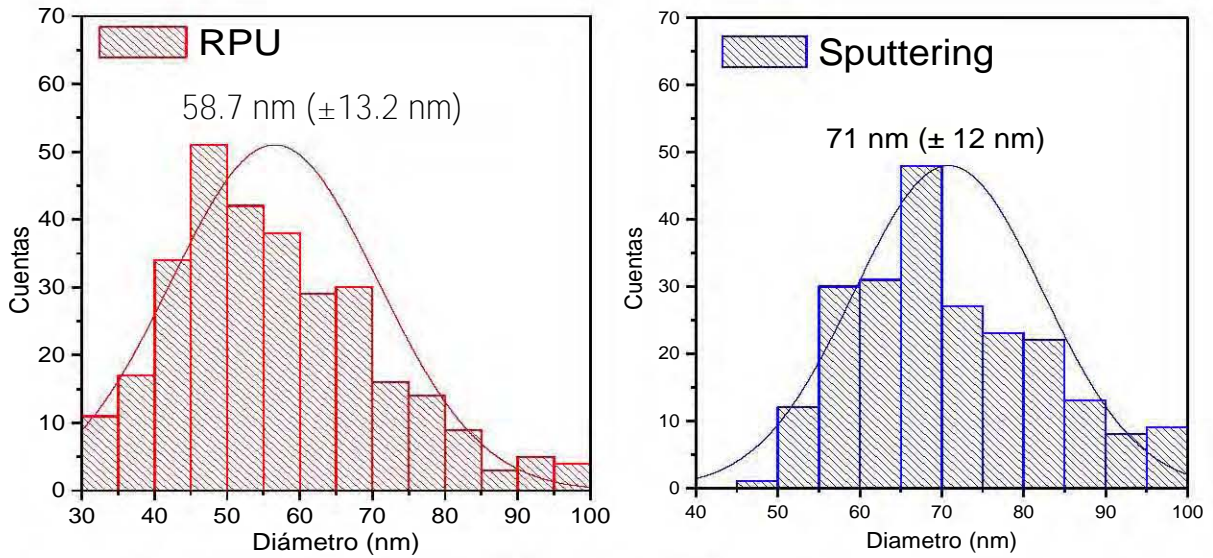 RPU
58.7 nm (±13.2 nm)
70
60
50
40
30
20
10
0
Cuentas
30 40 50 60 70 80 90 100
Diámetro (nm)
Sputtering
71 nm (± 12 nm)
70
60
50
40
30
20
10
0
Cuentas
40 50 60 70 80 90 100
Diametro (nm)